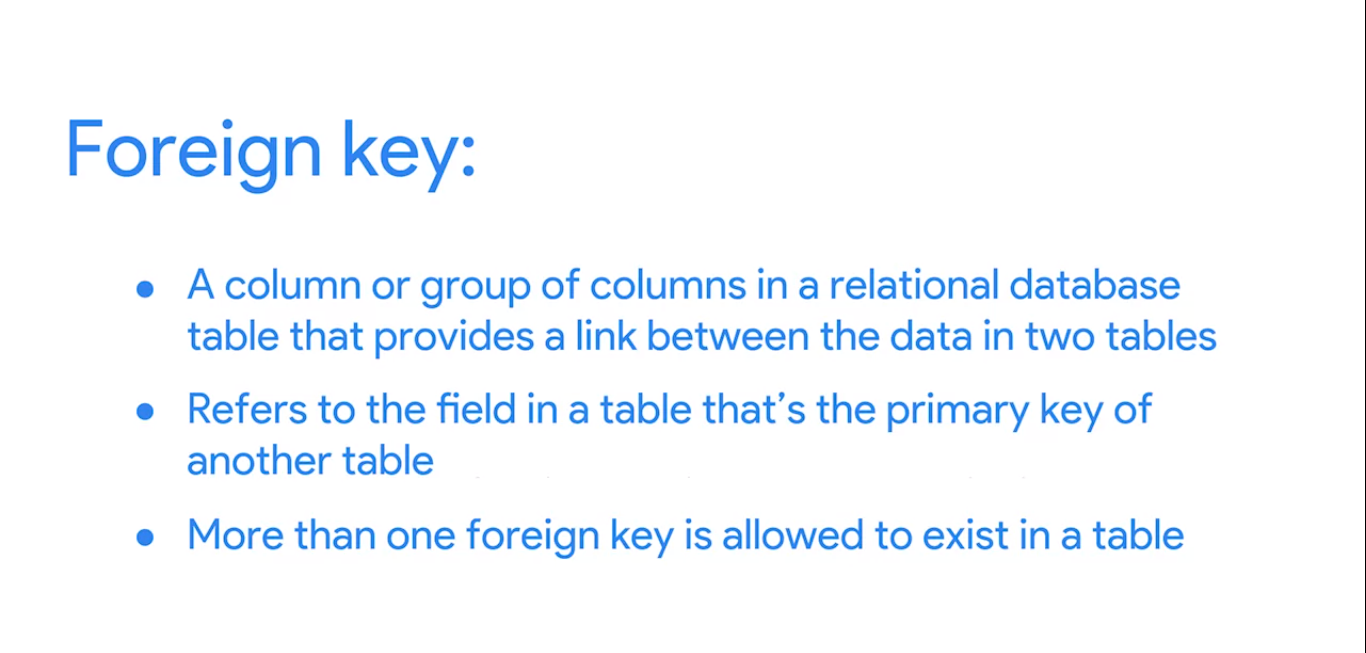 Foreign key:
● A column or group of columns in a relational database
table that provides a link between the data in two tables
● Refers to the field in a table that’s the primary key of
another table
● More than one foreign key is allowed to exist in a table